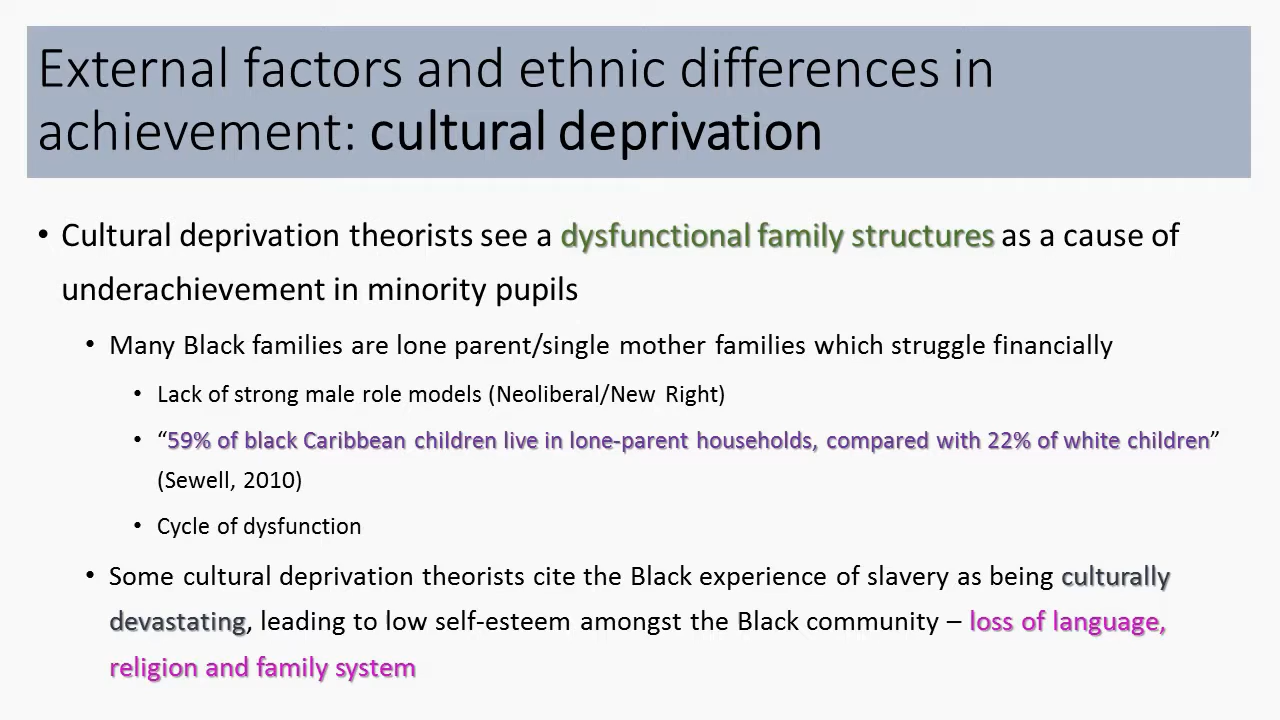 External factors and ethnic differences in
achievement: cultural deprivation
• Cultural deprivation theorists see a dysfunctional family structures as a cause of
underachievement in minority pupils
• Many Black families are lone parent/single mother families which struggle financially
• Lack of strong male role models (Neoliberal/New Right)
• “59% of black Caribbean children live in lone-parent households, compared with 22% of white children”
(Sewell, 2010)
• Cycle of dysfunction
• Some cultural deprivation theorists cite the Black experience of slavery as being culturally
devastating, leading to low self-esteem amongst the Black community – loss of language,
religion and family system